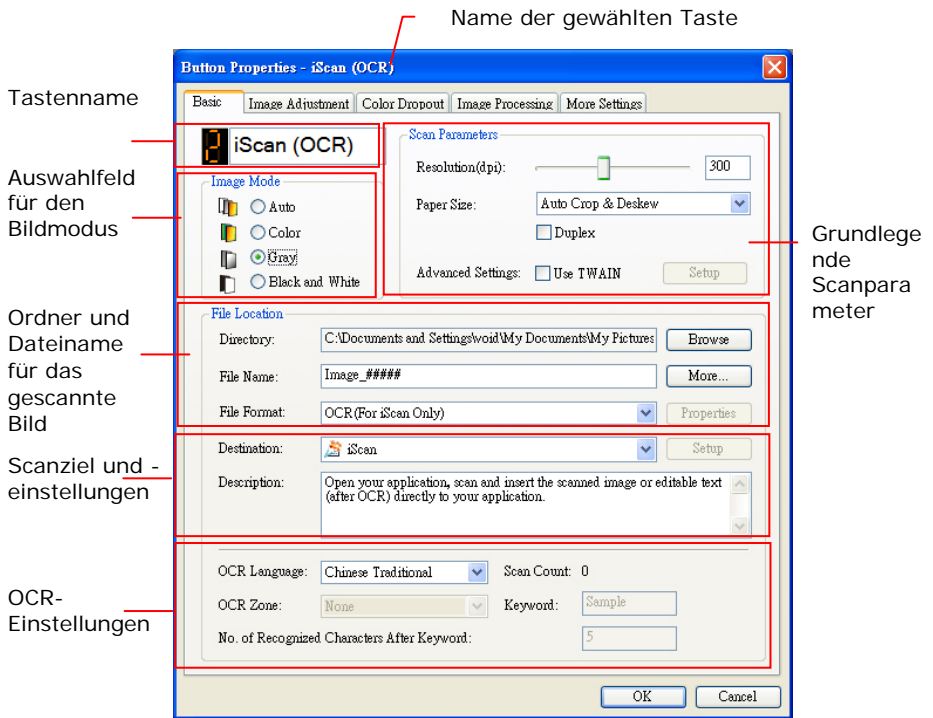 Name der gewählten Taste
Button Properties - iScan (OCR)
Tastenname
Basic Image Adjustment Color Dropout Image Processing More Settings
2 iScan (OCR)
Scan Parameters
Resolution(dpi): 300
Paper Size: Auto Crop & Deskew
Duplex
Advanced Settings: Use TWAIN Setup
Auswahlfeld
für den
Bildmodus
Image Mode
Auto
Color
Gray
Black and White
Grundlege
nde
Scanpara
meter
Ordner und
Dateiname
für das
gescannte
Bild
File Location
Directory: C:\Documents and Settings\void\My Documents\My Pictures Browse
File Name: Image_##### More...
File Format: OCR(For iScan Only) Properties
Scanziel und -
einstellungen
Destination: iScan Setup
Description: Open your application, scan and insert the scanned image or editable text
(after OCR) directly to your application.
OCR-
Einstellungen
OCR Language: Chinese Traditional Scan Count: 0
OCR Zone: None Keyword: Sample
No. of Recognized Characters After Keyword: 5
OK Cancel